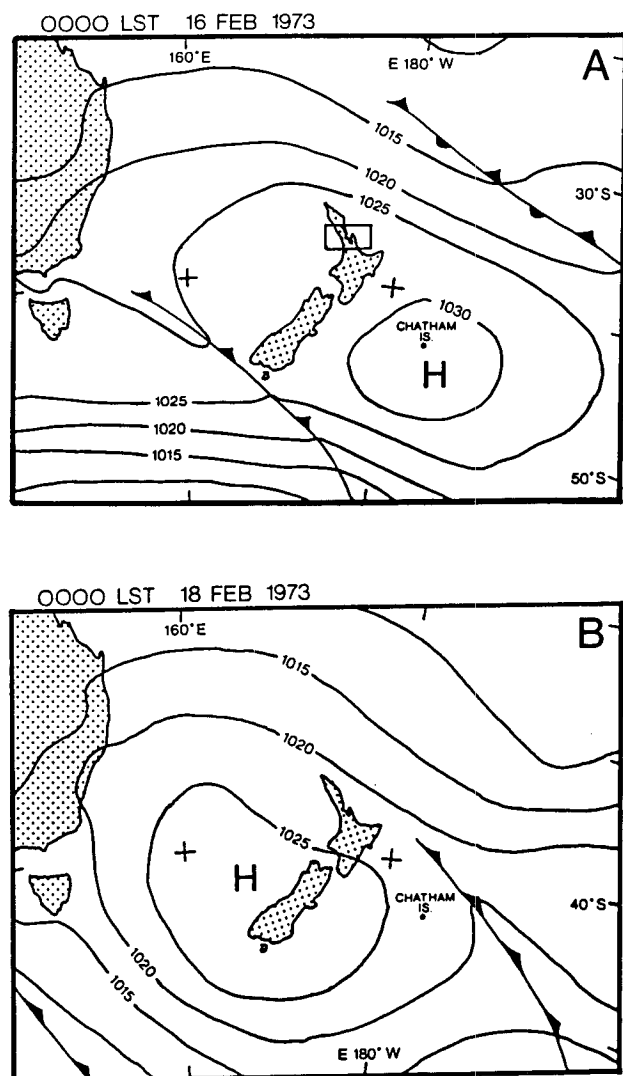 0000 LST 16 FEB 1973
160°E
E 180° W
A
1015
1020
30°S
1025
1030
CHATHAM
IS.
H
1025
1020
1015
50°S
0000 LST 18 FEB 1973
160°E
B
1015
1020
1025
H
CHATHAM
IS.
40°S
1020
1015
E 180° W